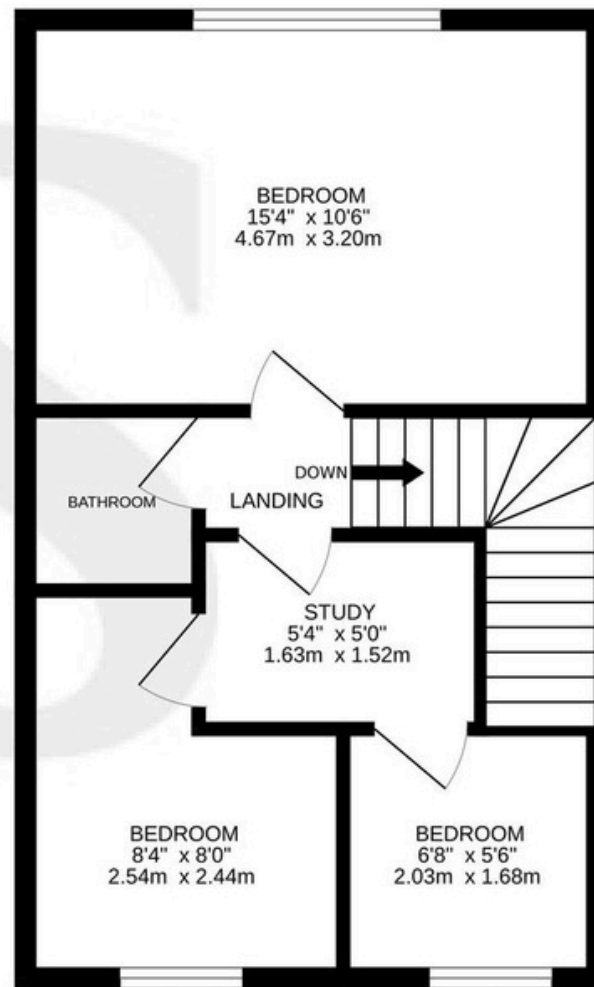 BEDROOM
15'4" x 10'6"
4.67m x 3.20m
DOWN
BATHROOM
LANDING
STUDY
5'4" x 5'0"
1.63m x 1.52m
BEDROOM
8'4" x 8'0"
2.54m x 2.44m
BEDROOM
6'8" x 5'6"
2.03m x 1.68m